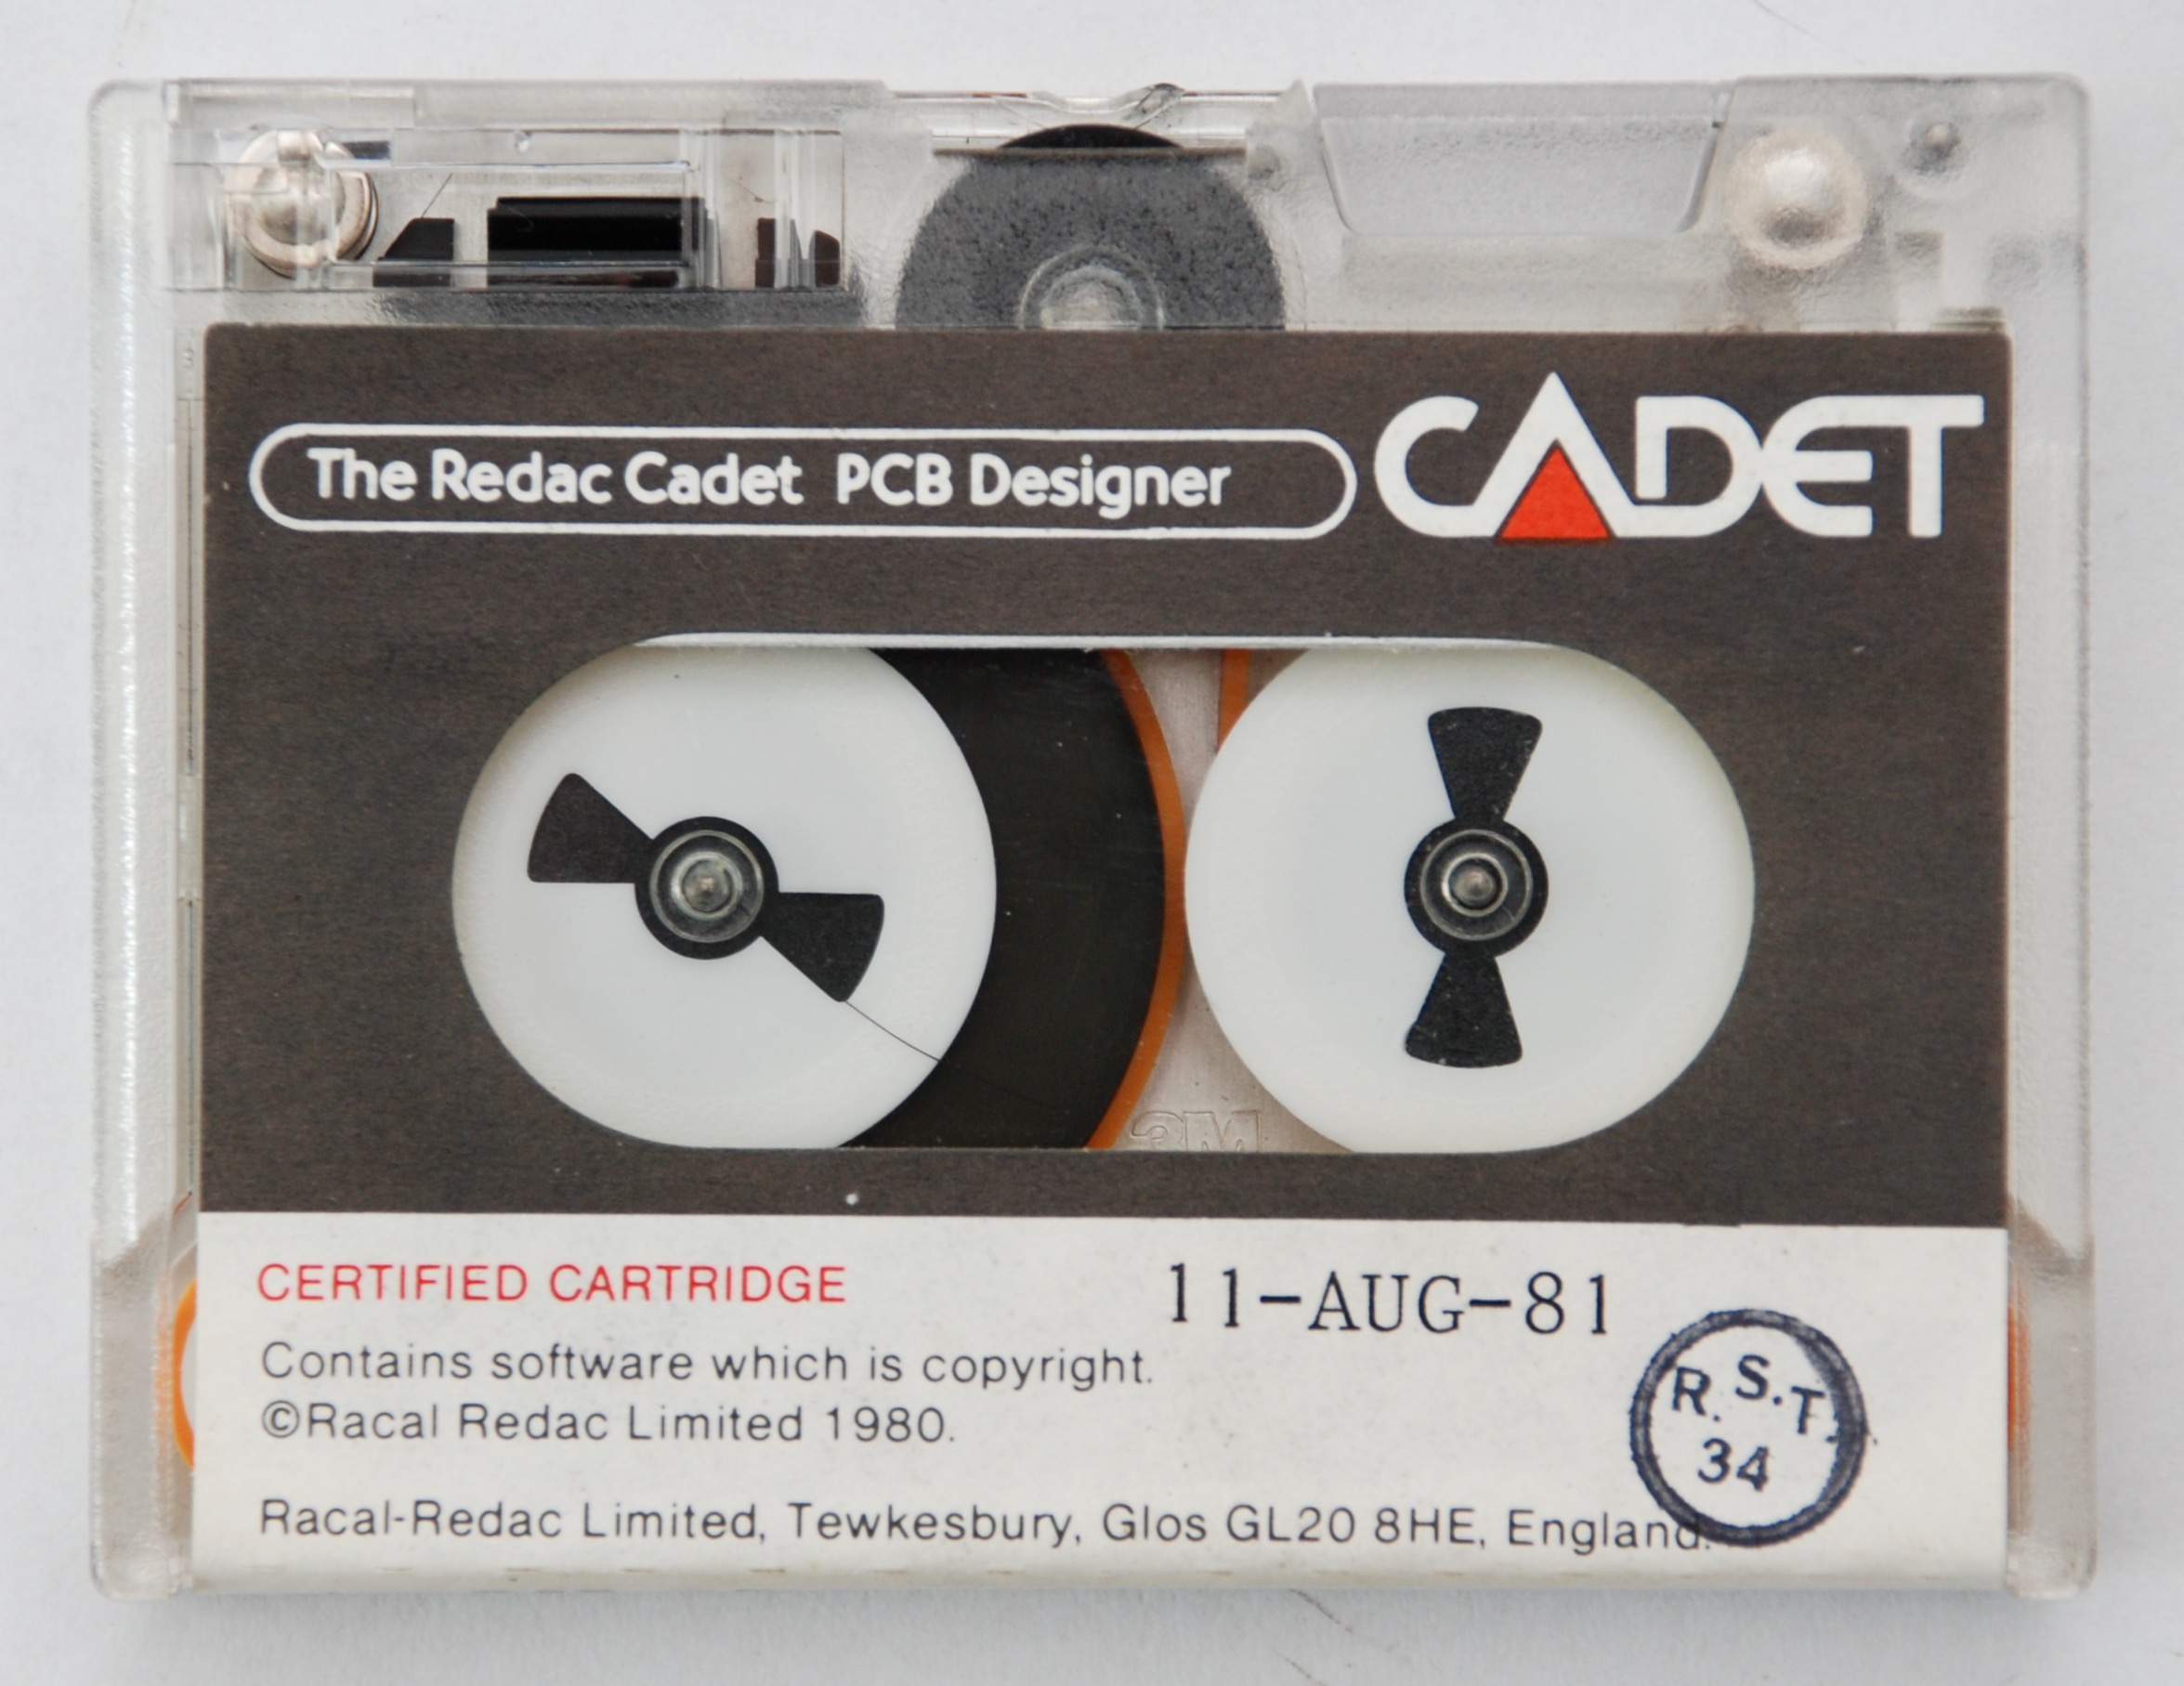 The Redac Cadet PCB Designer
CADET
3M
CERTIFIED CARTRIDGE
11-AUG-81
Contains software which is copyright.
©Racal Redac Limited 1980.
R.S.T.
34
Racal-Redac Limited, Tewkesbury, Glos GL20 8HE, England.